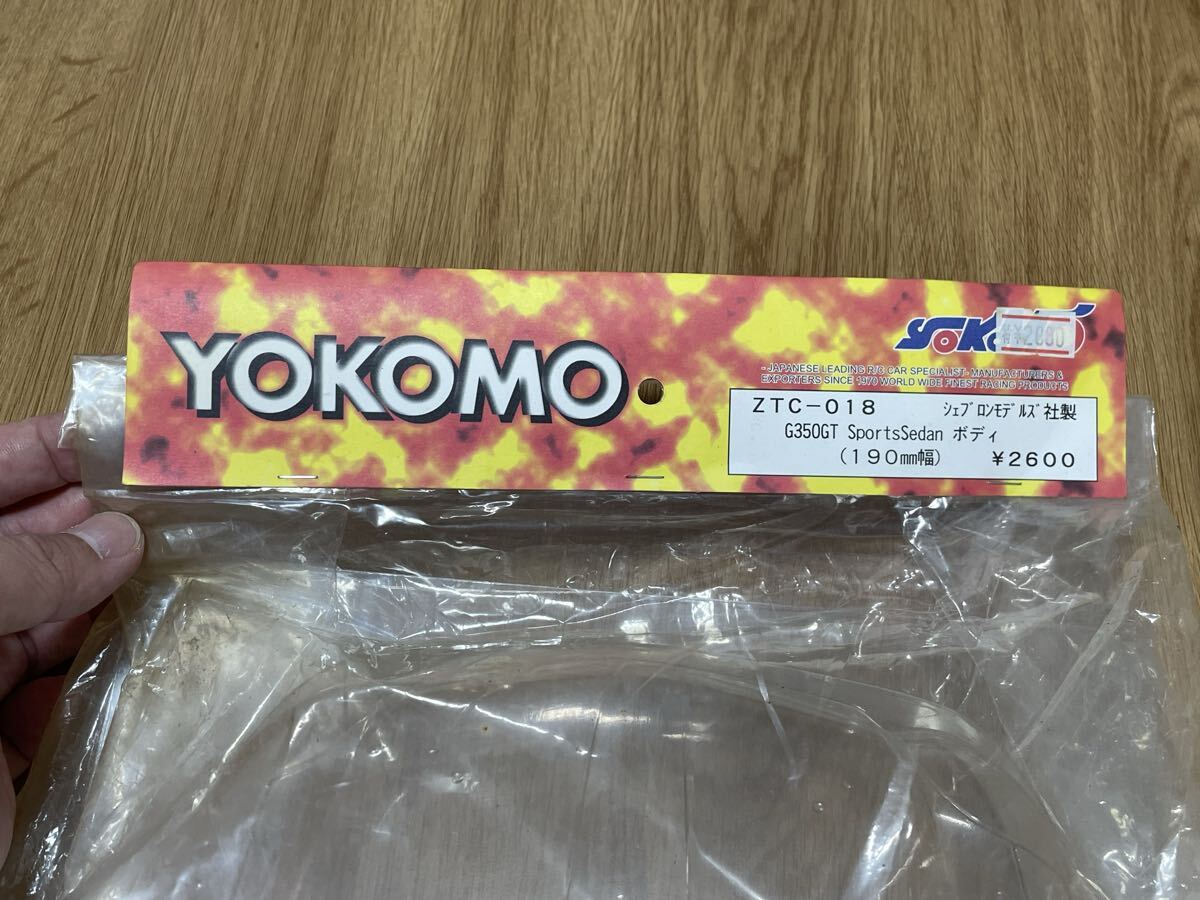 YOKOMO
特¥2680
- JAPANESE LEADING R/C CAR SPECIALIST- MANUFACTURERS &
EXPORTERS SINCE 1970 WORLD WIDE FINEST RACING PRODUCTS
ZTC-018 ｼｪﾌﾞﾛﾝﾓﾃﾞﾙｽﾞ社製
G350GT SportsSedan ボディ
(190mm幅) ¥2600